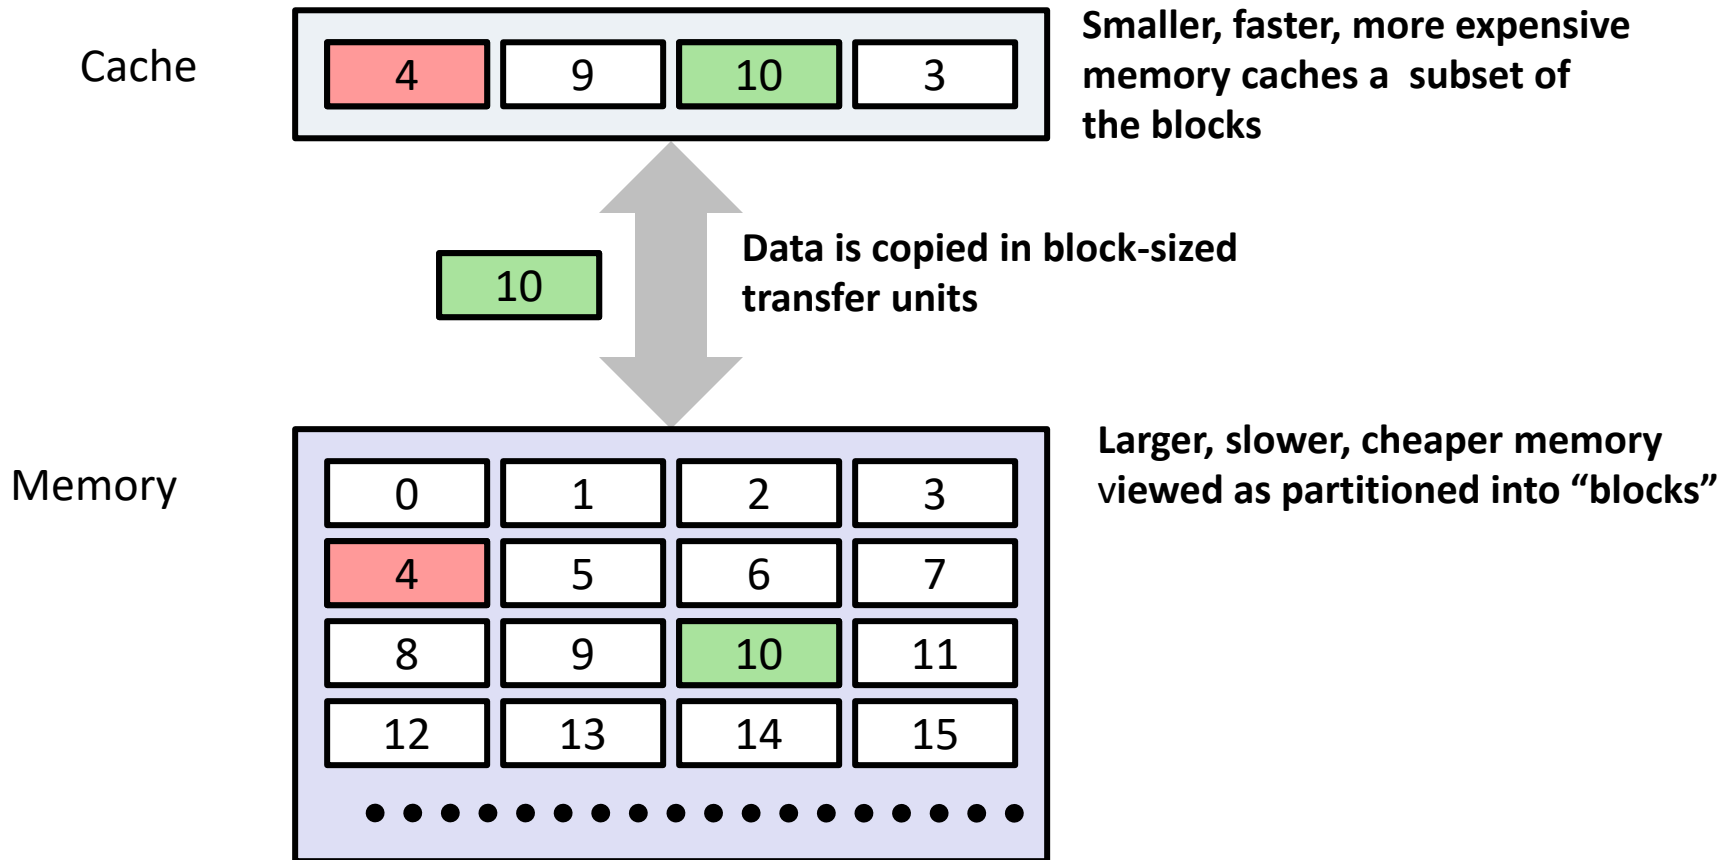 Cache
4 9 10 3
Smaller, faster, more expensive
memory caches a  subset of
the blocks
10
Data is copied in block-sized
transfer units
Memory
Larger, slower, cheaper memory
viewed as partitioned into “blocks”
0 1 2 3
4 5 6 7
8 9 10 11
12 13 14 15